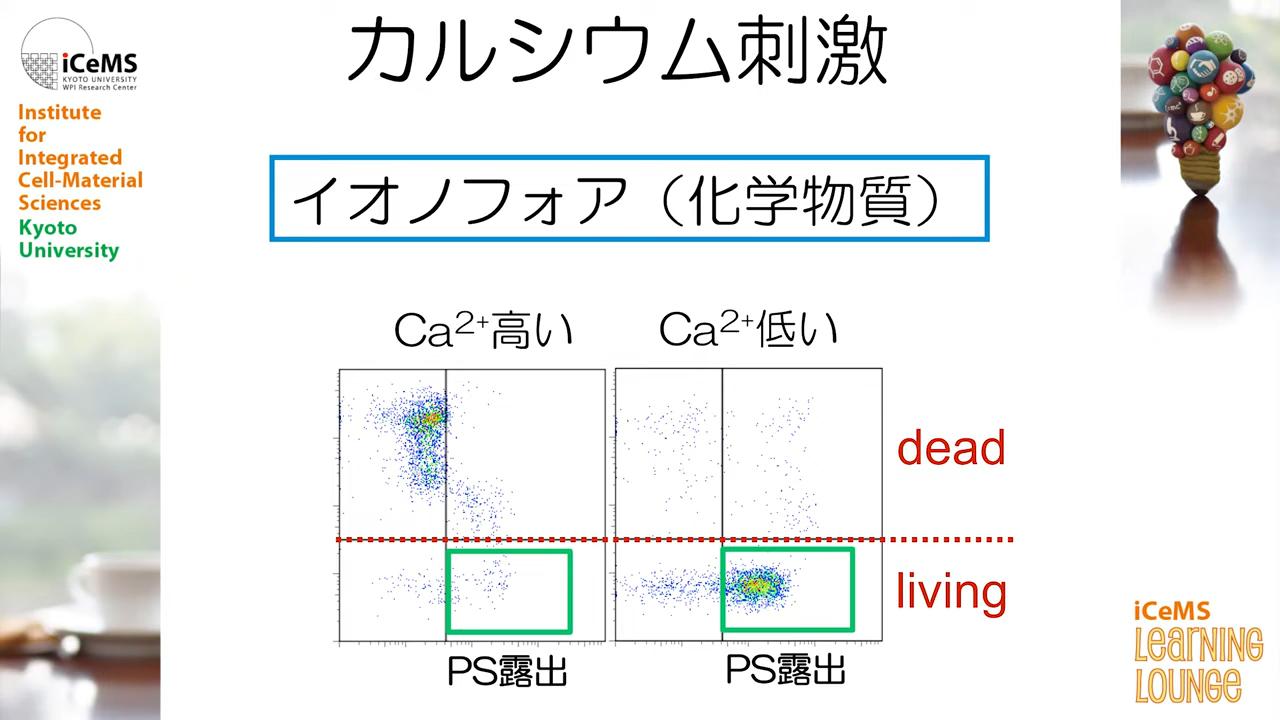 カルシウム刺激
iCeMS
KYOTO UNIVERSITY
WPI Research Center
Institute
for
Integrated
Cell-Material
Sciences
Kyoto
University
イオノフォア（化学物質）
Ca2+高い
Ca2+低い
dead
living
PS露出
PS露出
iCeMS
Learning
Lounge